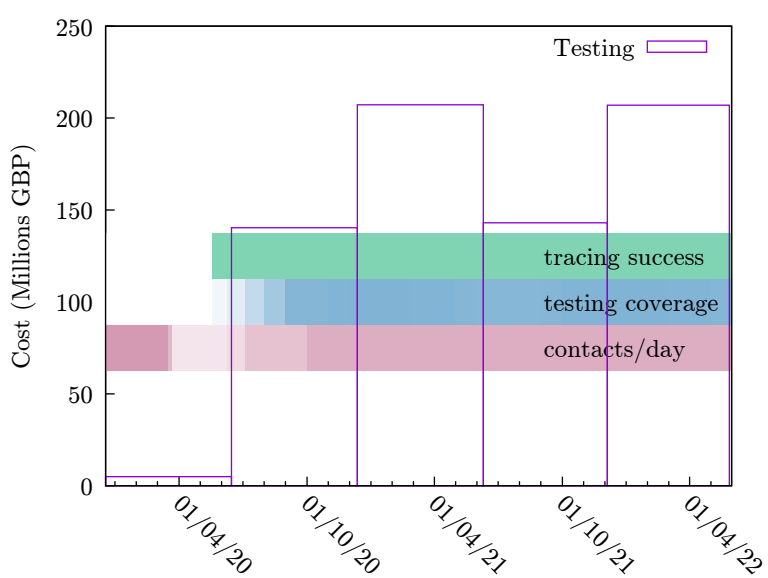 250
Testing
200
150
100
50
0
Cost (Millions GBP)
tracing success
testing coverage
contacts/day
01/04/20
01/10/20
01/04/21
01/10/21
01/04/22